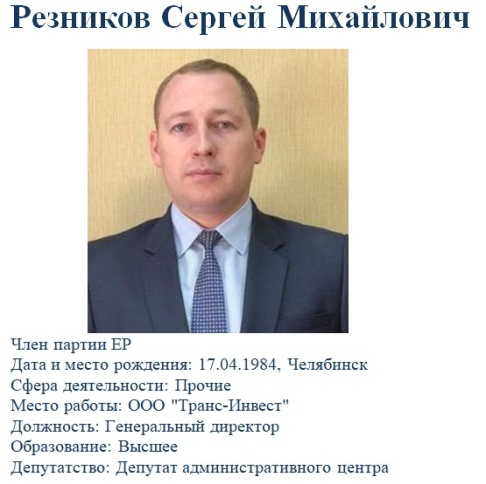 Резников Сергей Михайлович
Член партии ЕР
Дата и место рождения: 17.04.1984, Челябинск
Сфера деятельности: Прочие
Место работы: ООО "Транс-Инвест"
Должность: Генеральный директор
Образование: Высшее
Депутатство: Депутат административного центра